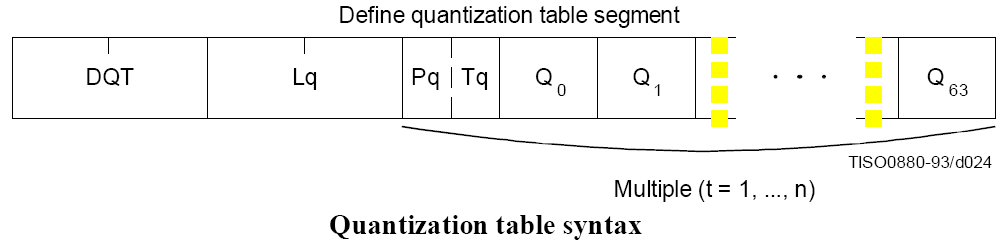 Define quantization table segment
DQT Lq Pq Tq Q0 Q1 . . . Q63
TISO0880-93/d024
Multiple (t = 1, ..., n)
Quantization table syntax